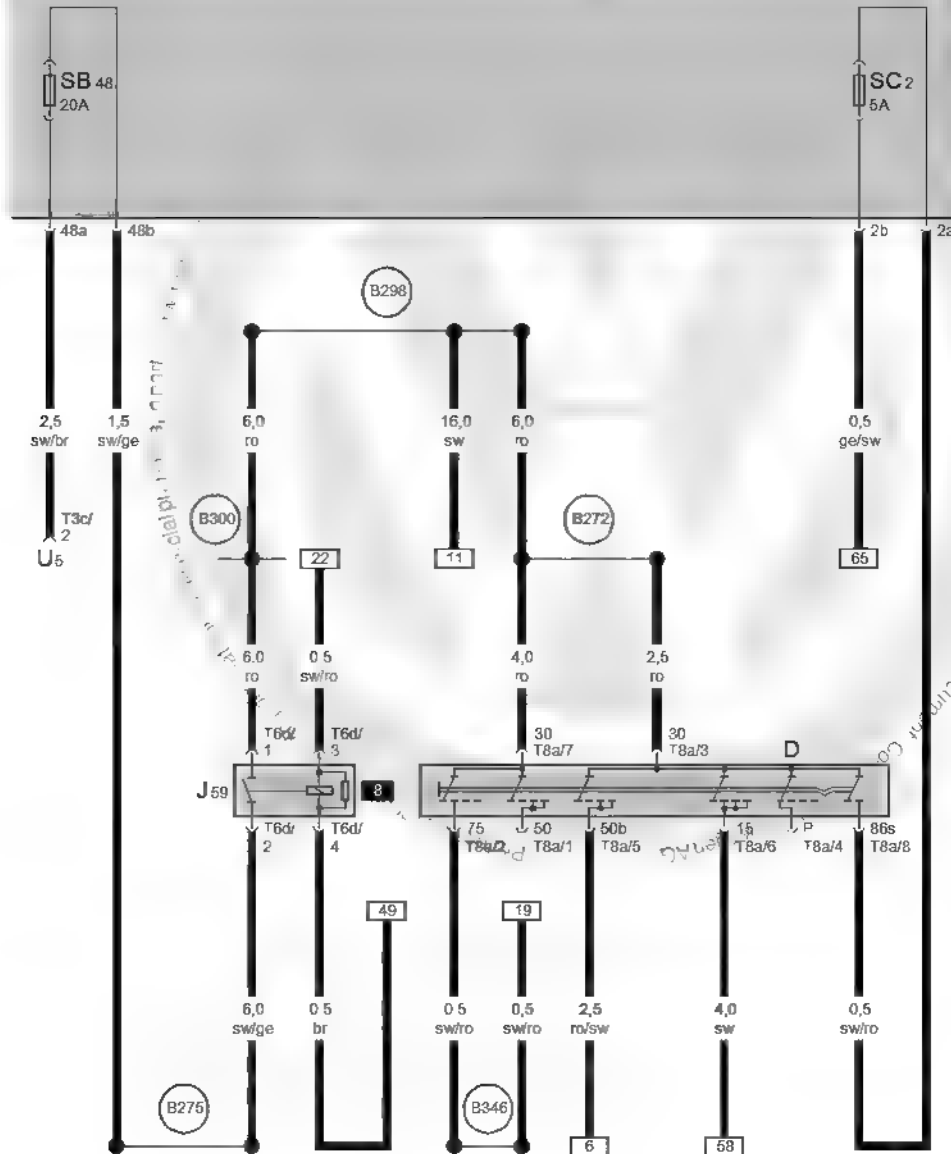 SB 48
20A
SC 2
5A
48a
48b
2b
2a
B298
2,5
sw/br
1,5
sw/ge
6,0
ro
16,0
sw
6,0
ro
0,5
ge/sw
T3c/
2
U5
B300
22
11
B272
65
6,0
ro
0,5
sw/ro
4,0
ro
2,5
ro
T6d/
1
T6d/
3
30
T8a/7
30
T8a/3
D
J59
8
T6d/
2
T6d/
4
75
T8a/2
50
T8a/1
50b
T8a/5
15
T8a/6
P
T8a/4
86s
T8a/8
49
19
6,0
sw/ge
0,5
br
0,5
sw/ro
0,5
sw/ro
2,5
ro/sw
4,0
sw
0,5
sw/ro
B275
B346
6
58